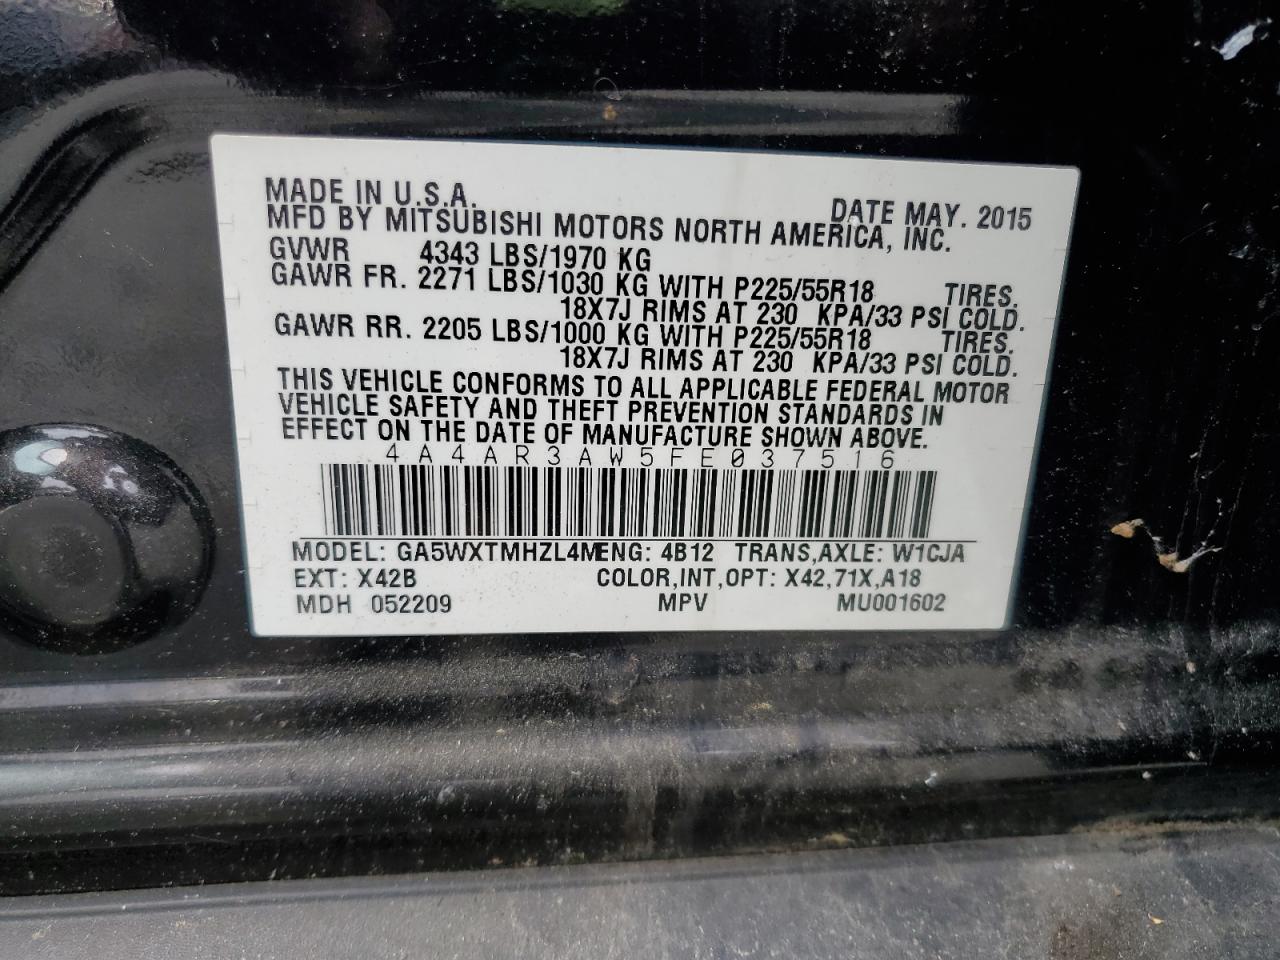 MADE IN U.S.A. DATE MAY. 2015
MFD BY MITSUBISHI MOTORS NORTH AMERICA, INC.
GVWR 4343 LBS/1970 KG
GAWR FR. 2271 LBS/1030 KG WITH P225/55R18 TIRES.
18X7J RIMS AT 230 KPA/33 PSI COLD.
GAWR RR. 2205 LBS/1000 KG WITH P225/55R18 TIRES.
18X7J RIMS AT 230 KPA/33 PSI COLD.
THIS VEHICLE CONFORMS TO ALL APPLICABLE FEDERAL MOTOR
VEHICLE SAFETY AND THEFT PREVENTION STANDARDS IN
EFFECT ON THE DATE OF MANUFACTURE SHOWN ABOVE.
4A4AR3AW5FE037516
MODEL: GA5WXTMHZL4M ENG: 4B12 TRANS,AXLE: W1CJA
EXT: X42B COLOR,INT,OPT: X42,71X,A18
MDH 052209 MPV MU001602